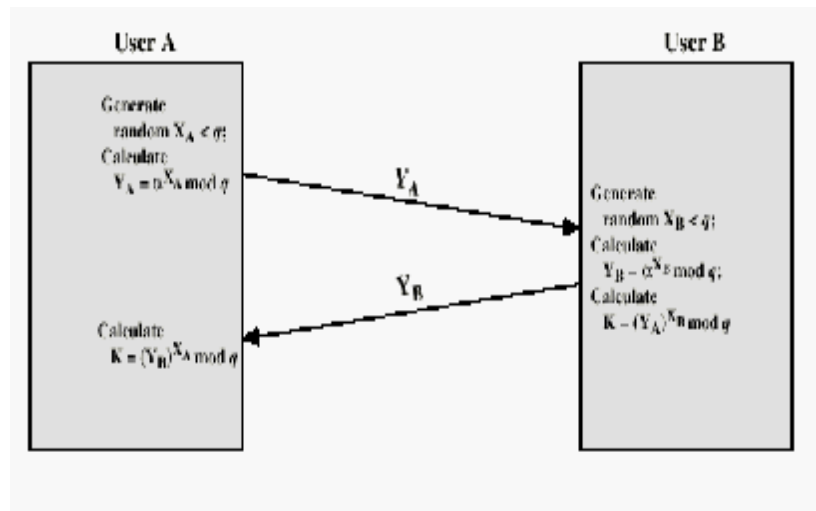 User A
Generate
random X_A < q;
Calculate
Y_A = α^X_A mod q
Calculate
K = (Y_B)^X_A mod q
Y_A
Y_B
User B
Generate
random X_B < q;
Calculate
Y_B = α^X_B mod q;
Calculate
K = (Y_A)^X_B mod q